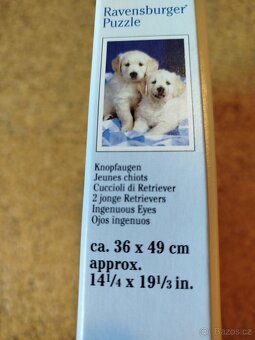 Ravensburger®
Puzzle
Knopfaugen
Jeunes chiots
Cuccioli di Retriever
2 jonge Retrievers
Ingenuous Eyes
Ojos ingenuos
ca. 36 x 49 cm
approx.
14¹/₄ x 19¹/₃ in.
Bazoš.cz